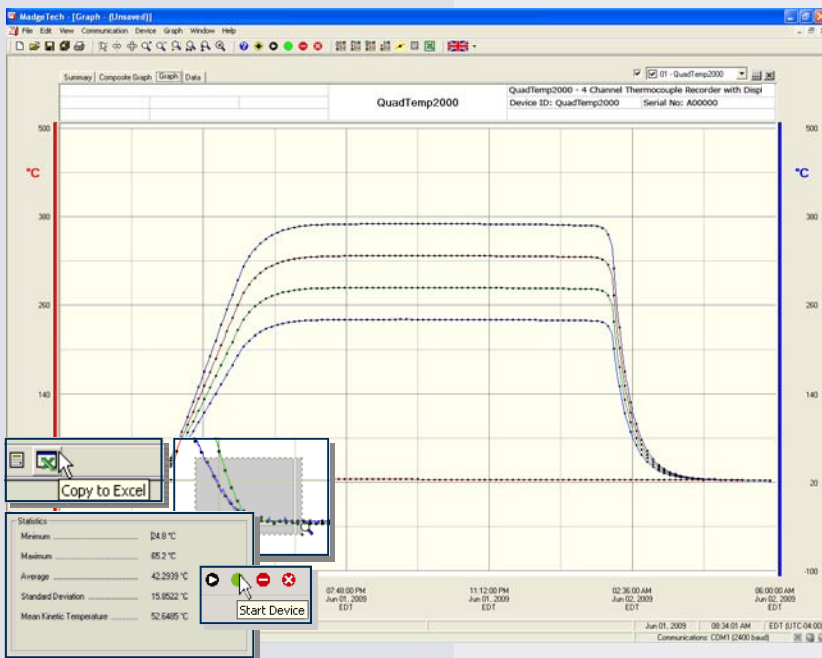 MadgeTech - [Graph - (Unsaved)]
File Edit View Communication Device Graph Window Help
Summary Composite Graph Graph Data
01 - QuadTemp2000
QuadTemp2000
QuadTemp2000 - 4 Channel Thermocouple Recorder with Displ
Device ID: QuadTemp2000 Serial No: A00000
500 500
°C °C
380 380
260 260
140 140
20
-100
Copy to Excel
Statistics
Minimum 24.8 °C
Maximum 65.2 °C
Average 42.2939 °C
Standard Deviation 15.8522 °C
Mean Kinetic Temperature 52.6485 °C
Start Device
07:48:00 PM 11:12:00 PM 02:36:00 AM 06:00:00 AM
Jun 01, 2009 Jun 01, 2009 Jun 02, 2009 Jun 02, 2009
EDT EDT EDT EDT
Jun 01, 2009 08:34:01 AM EDT (UTC-04:00)
Communications: COM1 (2400 baud)